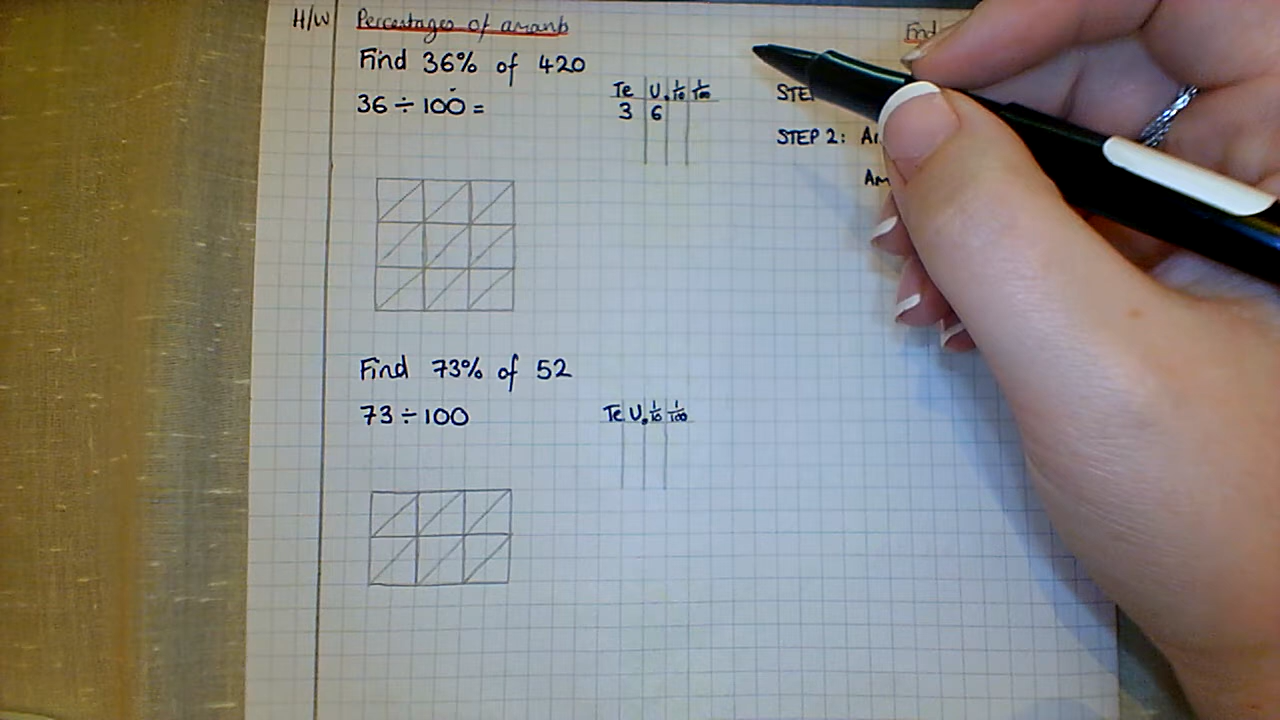 H/W Percentages of amounts
Find 36% of 420
36 ÷ 100 =
Te U . 1/10 1/100
3 6
STEP 2:
Find 73% of 52
73 ÷ 100
Te U . 1/10 1/100